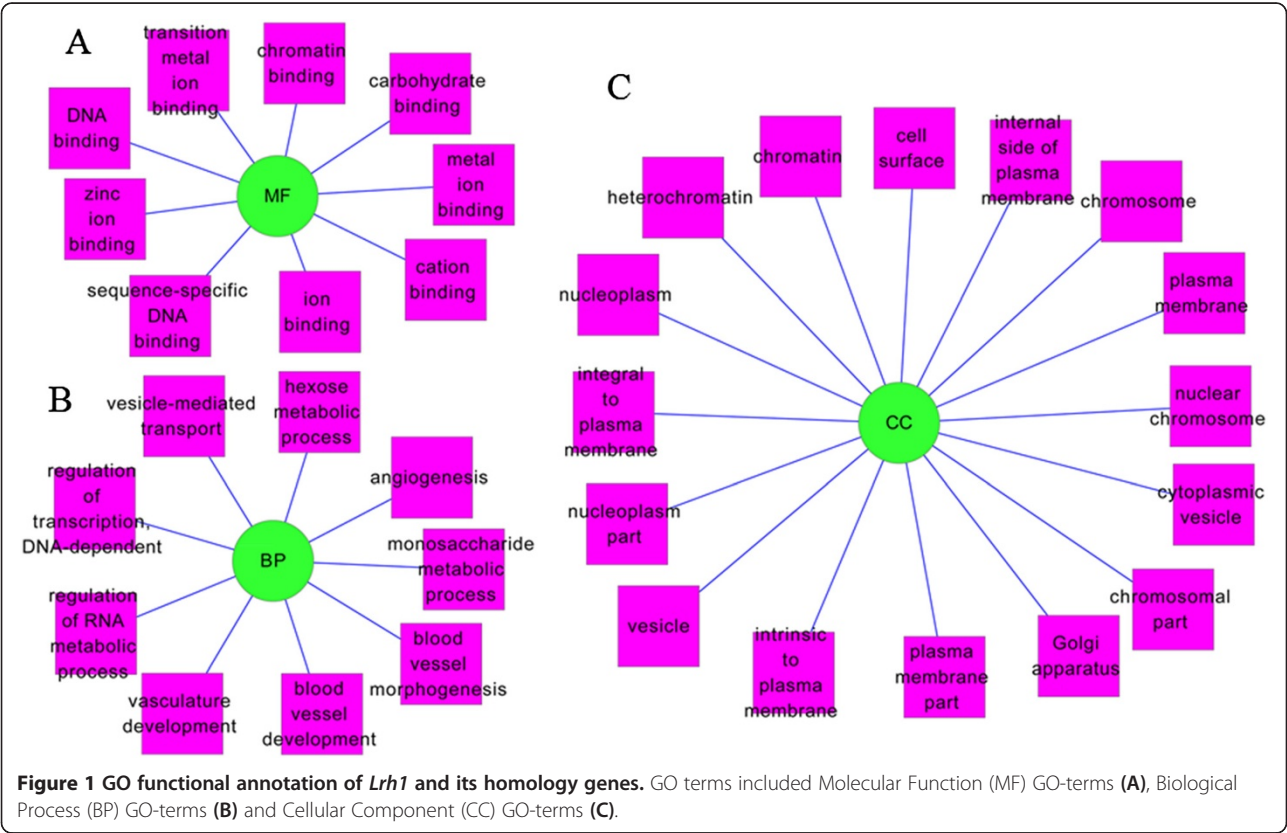 A
transition
metal
ion
binding
chromatin
binding
carbohydrate
binding
DNA
binding
metal
ion
binding
MF
zinc
ion
binding
cation
binding
sequence-specific
DNA
binding
ion
binding
B
vesicle-mediated
transport
hexose
metabolic
process
angiogenesis
regulation
of
transcription,
DNA-dependent
monosaccharide
metabolic
process
BP
regulation
of RNA
metabolic
process
blood
vessel
morphogenesis
vasculature
development
blood
vessel
development
C
chromatin
cell
surface
internal
side of
plasma
membrane
heterochromatin
chromosome
nucleoplasm
plasma
membrane
integral
to
plasma
membrane
CC
nuclear
chromosome
nucleoplasm
part
cytoplasmic
vesicle
vesicle
chromosomal
part
intrinsic
to
plasma
membrane
plasma
membrane
part
Golgi
apparatus
Figure 1 GO functional annotation of Lrh1 and its homology genes. GO terms included Molecular Function (MF) GO-terms (A), Biological
Process (BP) GO-terms (B) and Cellular Component (CC) GO-terms (C).